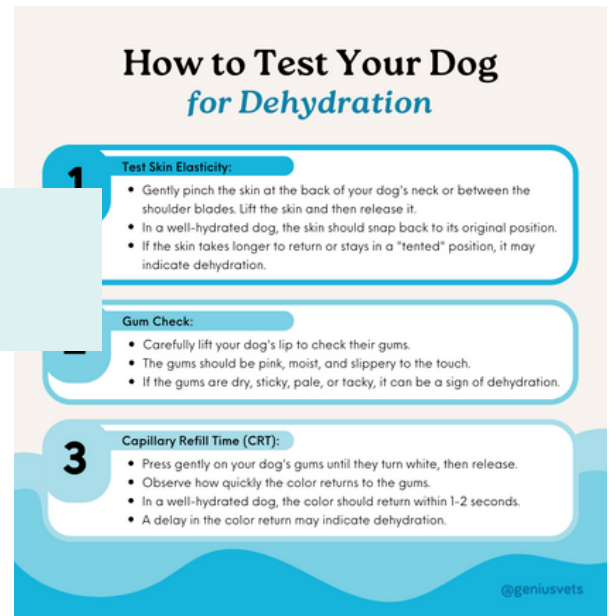 How to Test Your Dog
for Dehydration
1
Test Skin Elasticity:
• Gently pinch the skin at the back of your dog's neck or between the
shoulder blades. Lift the skin and then release it.
• In a well-hydrated dog, the skin should snap back to its original position.
• If the skin takes longer to return or stays in a "tented" position, it may
indicate dehydration.
Gum Check:
• Carefully lift your dog's lip to check their gums.
• The gums should be pink, moist, and slippery to the touch.
• If the gums are dry, sticky, pale, or tacky, it can be a sign of dehydration.
3
Capillary Refill Time (CRT):
• Press gently on your dog's gums until they turn white, then release.
• Observe how quickly the color returns to the gums.
• In a well-hydrated dog, the color should return within 1-2 seconds.
• A delay in the color return may indicate dehydration.
@geniusvets